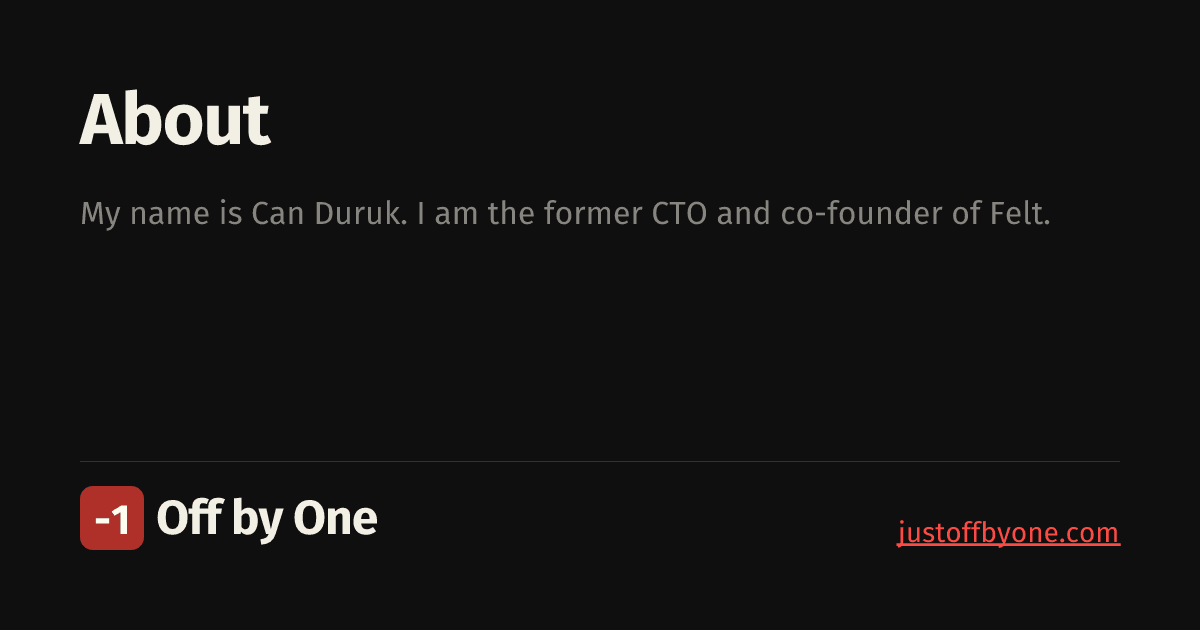 About
My name is Can Duruk. I am the former CTO and co-founder of Felt.
-1 Off by One
justoffbyone.com